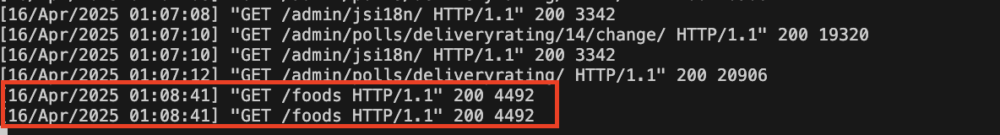 [16/Apr/2025 01:07:08] "GET /admin/jsi18n/ HTTP/1.1" 200 3342
[16/Apr/2025 01:07:10] "GET /admin/polls/deliveryrating/14/change/ HTTP/1.1" 200 19320
[16/Apr/2025 01:07:10] "GET /admin/jsi18n/ HTTP/1.1" 200 3342
[16/Apr/2025 01:07:12] "GET /admin/polls/deliveryrating/ HTTP/1.1" 200 20906
[16/Apr/2025 01:08:41] "GET /foods HTTP/1.1" 200 4492
[16/Apr/2025 01:08:41] "GET /foods HTTP/1.1" 200 4492